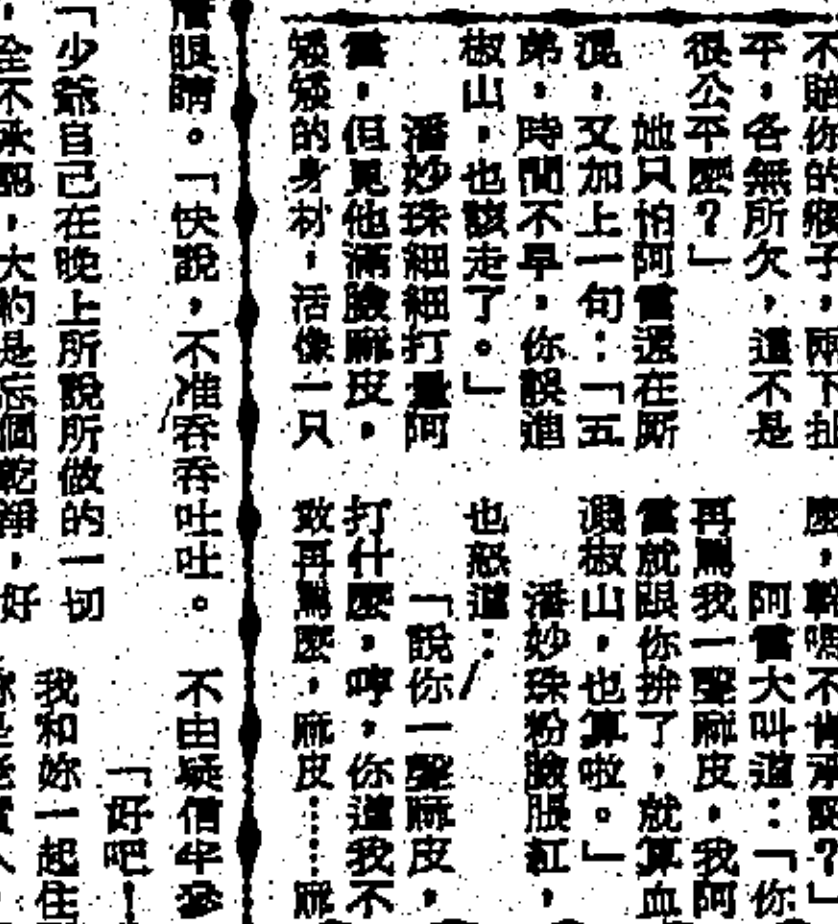 不賠你的猴子，兩下扯
平，各無所欠，這不是
很公平麼？」
她只怕阿雷還在厮
混，又加上一句：「五
弟，時間不早，你誤進
椒山，也該走了。」
潘妙珠細細打量阿
雷，但見他滿臉麻皮，
矮矮的身材，活像一只
麼，幹嗎不肯承認？」
阿雷大叫道：「你
再罵我一聲麻皮，我阿
雷就跟你拚了，就算血
濺椒山，也算啦。」
潘妙珠粉臉脹紅，
也怒道：
「說你一聲麻皮，
打什麼，哼，你道我不
敢再罵麼，麻皮……麻
眼睛。「快說，不准吞吞吐吐。
「少爺自己在晚上所說所做的一切
，全不承認，大約是忘個乾淨，好
不由疑信半參
「好吧！
我和妳一起住